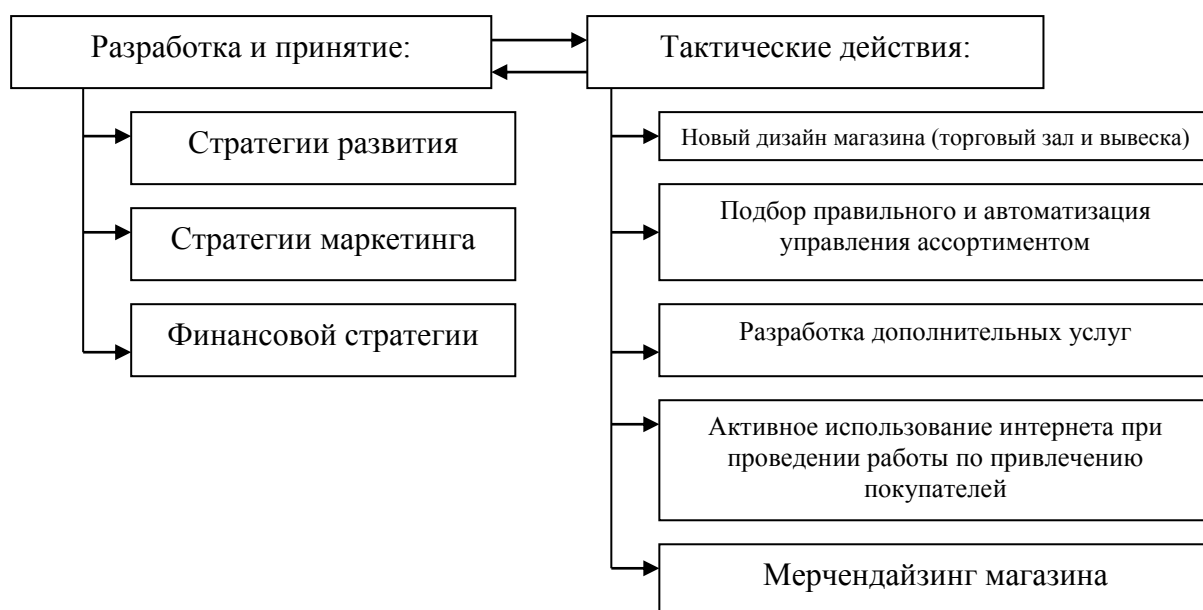 Разработка и принятие:
Стратегии развития
Стратегии маркетинга
Финансовой стратегии
Тактические действия:
Новый дизайн магазина (торговый зал и вывеска)
Подбор правильного и автоматизация
управления ассортиментом
Разработка дополнительных услуг
Активное использование интернета при
проведении работы по привлечению
покупателей
Мерчендайзинг магазина